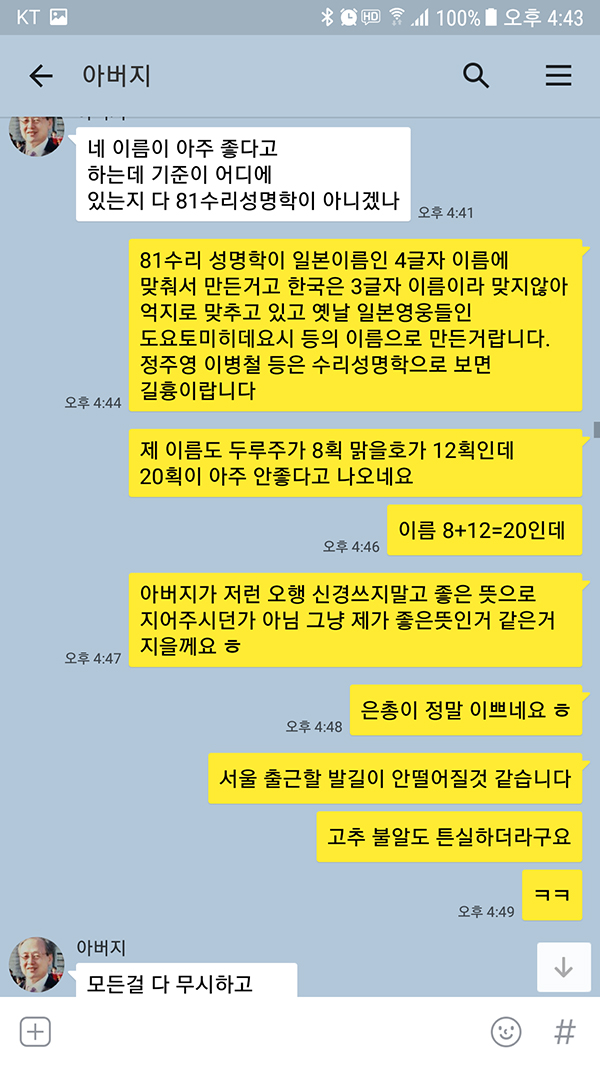 KT
HD
100%
오후 4:43
아버지
네 이름이 아주 좋다고
하는데 기준이 어디에
있는지 다 81수리성명학이 아니겠나
오후 4:41
81수리 성명학이 일본이름인 4글자 이름에
맞춰서 만든거고 한국은 3글자 이름이라 맞지않아
억지로 맞추고 있고 옛날 일본영웅들인
도요토미히데요시 등의 이름으로 만든거랍니다.
정주영 이병철 등은 수리성명학으로 보면
길흉이랍니다
오후 4:44
제 이름도 두루주가 8획 맑을호가 12획인데
20획이 아주 안좋다고 나오네요
이름 8+12=20인데
오후 4:46
아버지가 저런 오행 신경쓰지말고 좋은 뜻으로
지어주시던가 아님 그냥 제가 좋은뜻인거 같은거
지을께요 ㅎ
오후 4:47
은총이 정말 이쁘네요 ㅎ
오후 4:48
서울 출근할 발길이 안떨어질것 같습니다
고추 불알도 튼실하더라구요
ㅋㅋ
오후 4:49
아버지
모든걸 다 무시하고
#